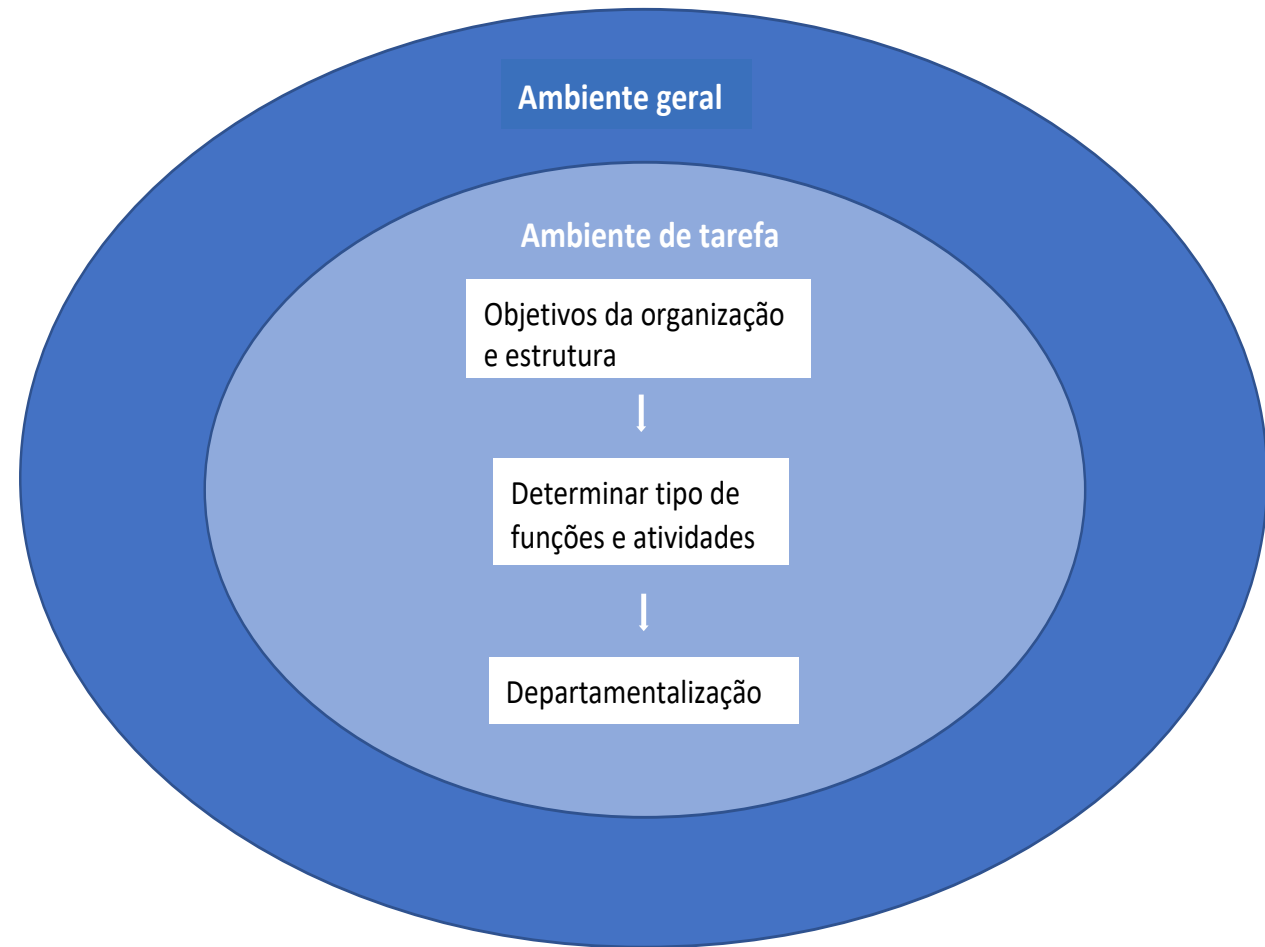 Ambiente geral
Ambiente de tarefa
Objetivos da organização
e estrutura
Determinar tipo de
funções e atividades
Departamentalização